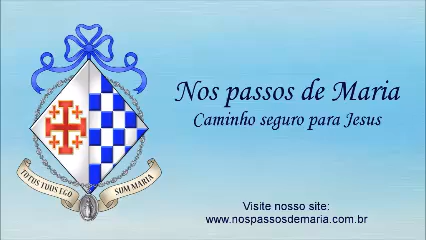 Nos passos de Maria
Caminho seguro para Jesus
TOTUS TUUS EGO
SUM MARIA
Visite nosso site:
www.nospassosdemaria.com.br